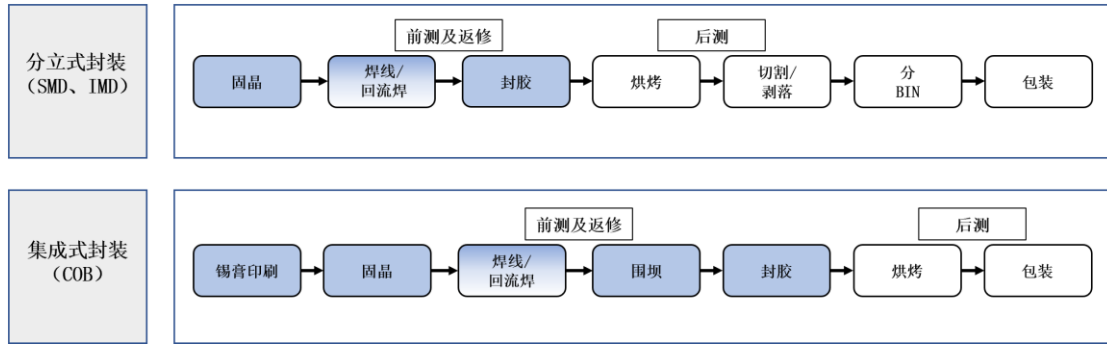 分立式封装
（SMD、IMD）
前测及返修
后测
固晶
焊线/
回流焊
封胶
烘烤
切割/
剥落
分
BIN
包装
集成式封装
（COB）
前测及返修
后测
锡膏印刷
固晶
焊线/
回流焊
围坝
封胶
烘烤
包装